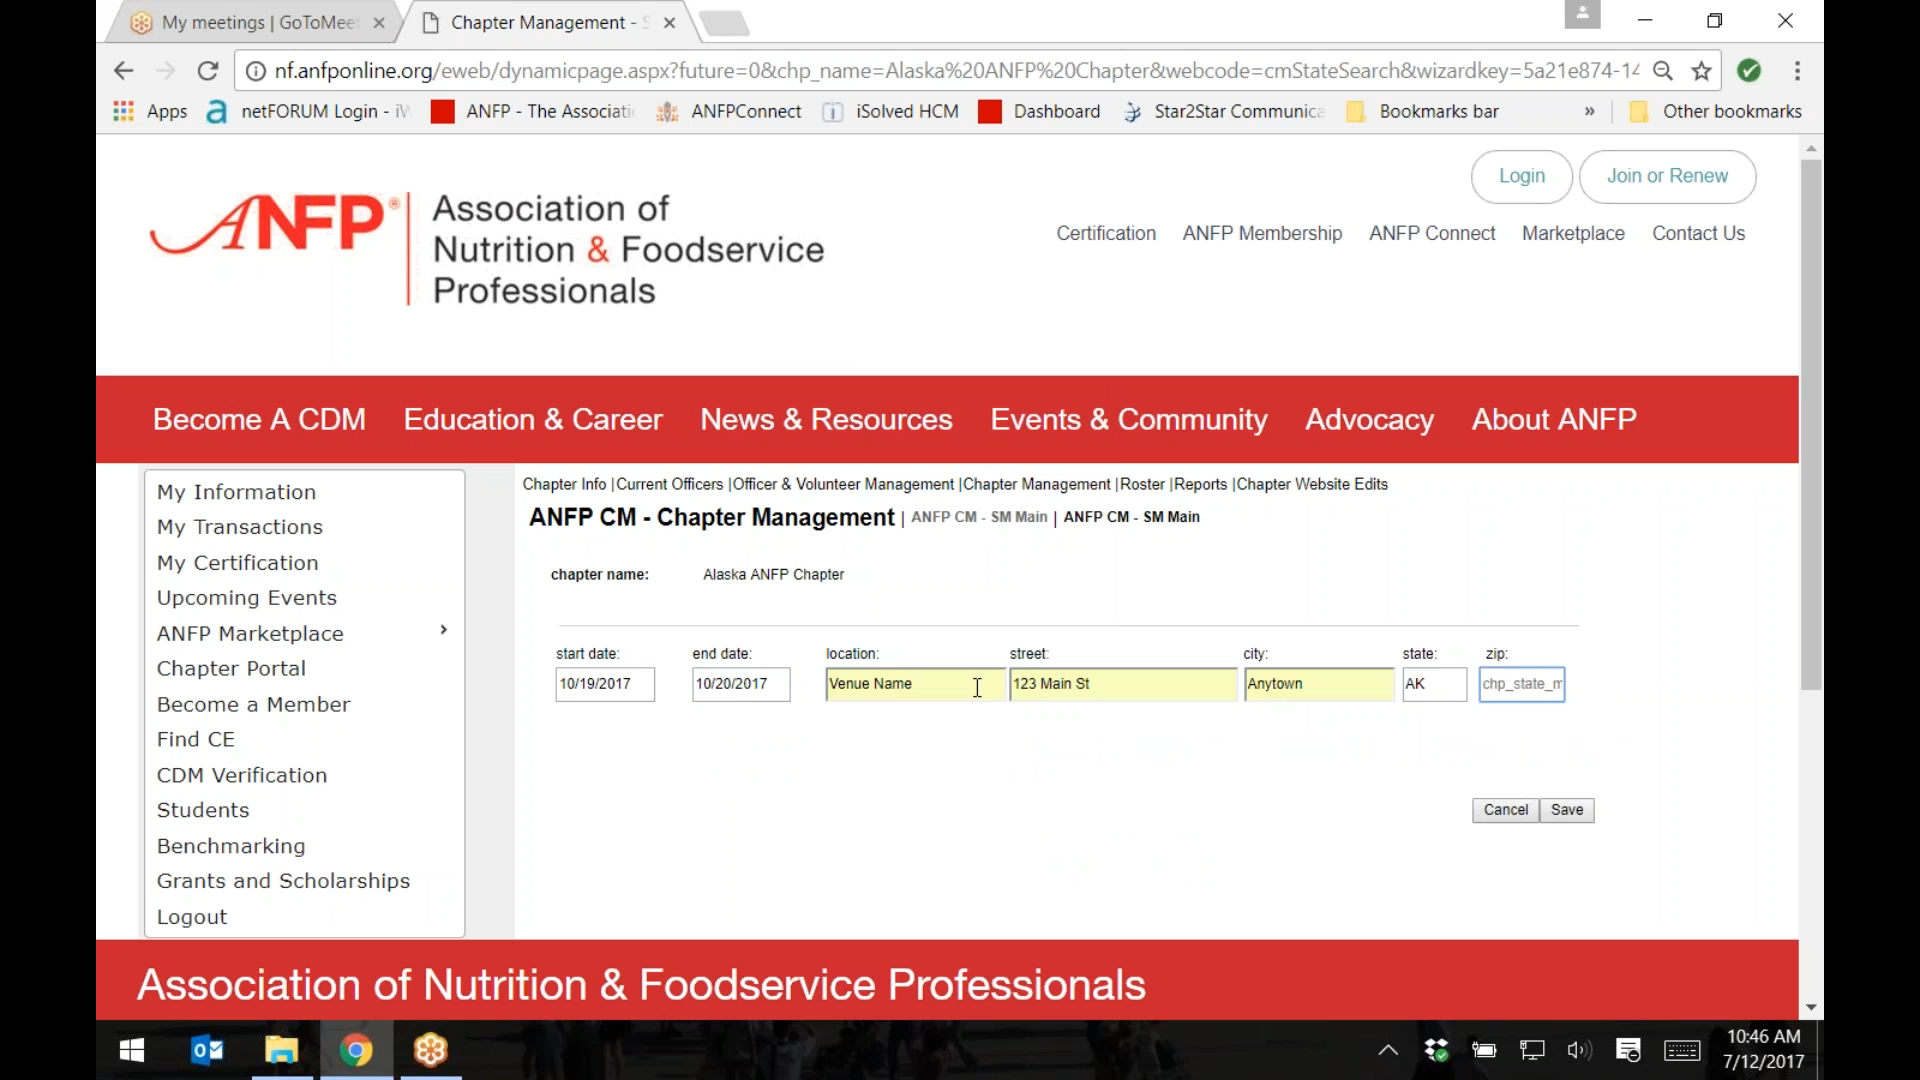 My meetings | GoToMee
Chapter Management - S
nf.anfponline.org/eweb/dynamicpage.aspx?future=0&chp_name=Alaska%20ANFP%20Chapter&webcode=cmStateSearch&wizardkey=5a21e874-14
Apps
netFORUM Login - iW
ANFP - The Associatio
ANFPConnect
iSolved HCM
Dashboard
Star2Star Communica
Bookmarks bar
»
Other bookmarks
Login
Join or Renew
ANFP®
Association of
Nutrition & Foodservice
Professionals
Certification
ANFP Membership
ANFP Connect
Marketplace
Contact Us
Become A CDM
Education & Career
News & Resources
Events & Community
Advocacy
About ANFP
My Information
My Transactions
My Certification
Upcoming Events
ANFP Marketplace
Chapter Portal
Become a Member
Find CE
CDM Verification
Students
Benchmarking
Grants and Scholarships
Logout
Chapter Info |Current Officers |Officer & Volunteer Management |Chapter Management |Roster |Reports |Chapter Website Edits
ANFP CM - Chapter Management | ANFP CM - SM Main | ANFP CM - SM Main
chapter name: Alaska ANFP Chapter
start date: end date: location: street: city: state: zip:
10/19/2017 10/20/2017 Venue Name 123 Main St Anytown AK chp_state_m
Cancel Save
Association of Nutrition & Foodservice Professionals
10:46 AM
7/12/2017